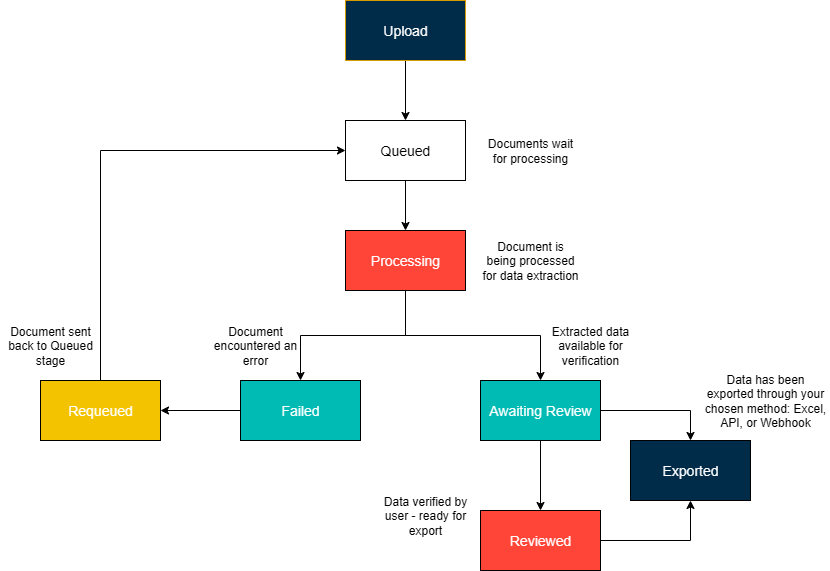 Upload
Queued
Documents wait
for processing
Processing
Document is
being processed
for data extraction
Document sent
back to Queued
stage
Document
encountered an
error
Extracted data
available for
verification
Requeued
Failed
Awaiting Review
Data has been
exported through your
chosen method: Excel,
API, or Webhook
Exported
Data verified by
user - ready for
export
Reviewed